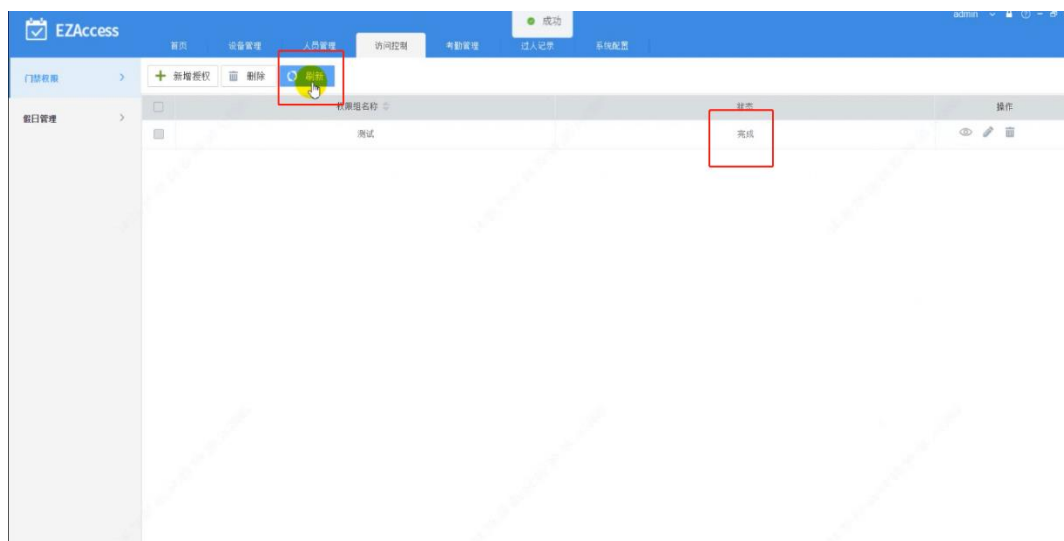 成功
admin
EZAccess
首页 设备管理 人员管理 访问控制 考勤管理 过人记录 系统配置
门禁权限
新增授权 删除 刷新
假日管理
权限组名称 状态 操作
测试 完成